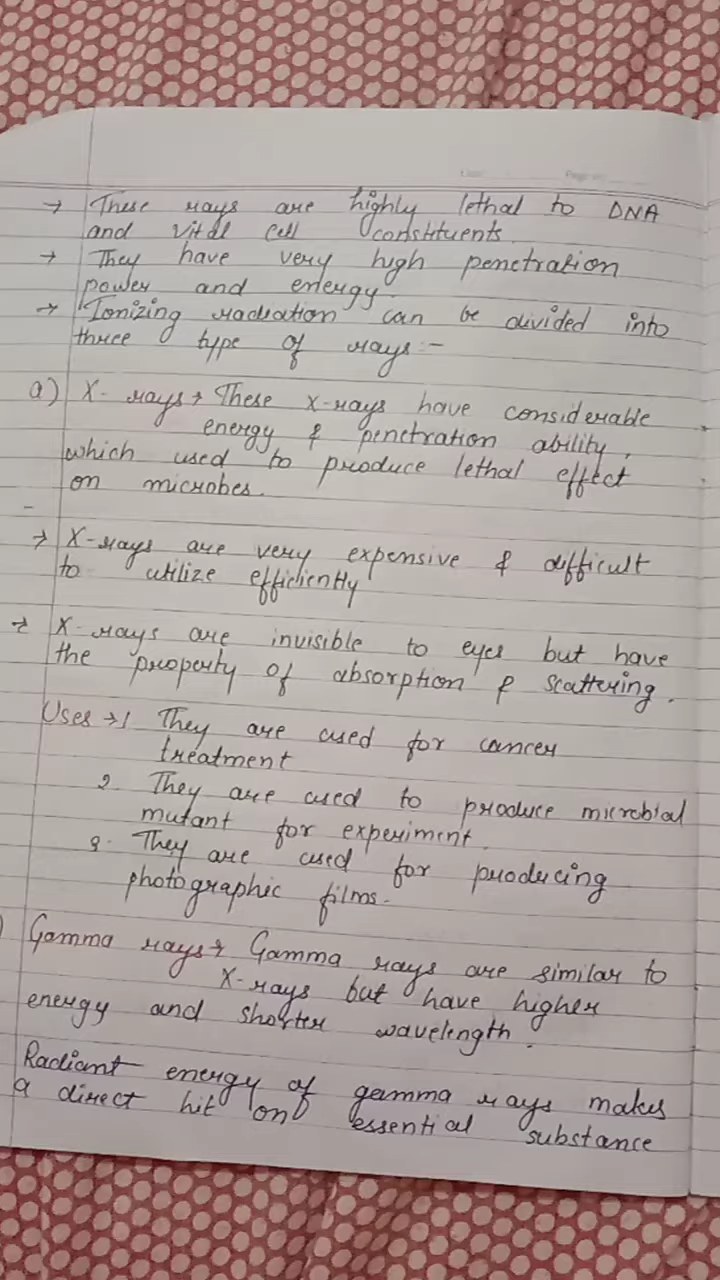 → These rays are highly lethal to DNA
and vital cell constituents.
→ They have very high penetration
power and energy.
→ Ionizing radiation can be divided into
three type of rays:-
a) X-rays → These X-rays have considerable
energy & penetration ability,
which used to produce lethal effect
on microbes.
→ X-rays are very expensive & difficult
to utilize efficiently
→ X-rays are invisible to eyes but have
the property of absorption & scattering.
Uses → 1 They are used for cancer
treatment
2. They are used to produce microbial
mutant for experiment.
3. They are used for producing
photographic films.
) Gamma rays → Gamma rays are similar to
X-rays but have higher
energy and shorter wavelength.
Radiant energy of gamma rays makes
a direct hit on essential substance